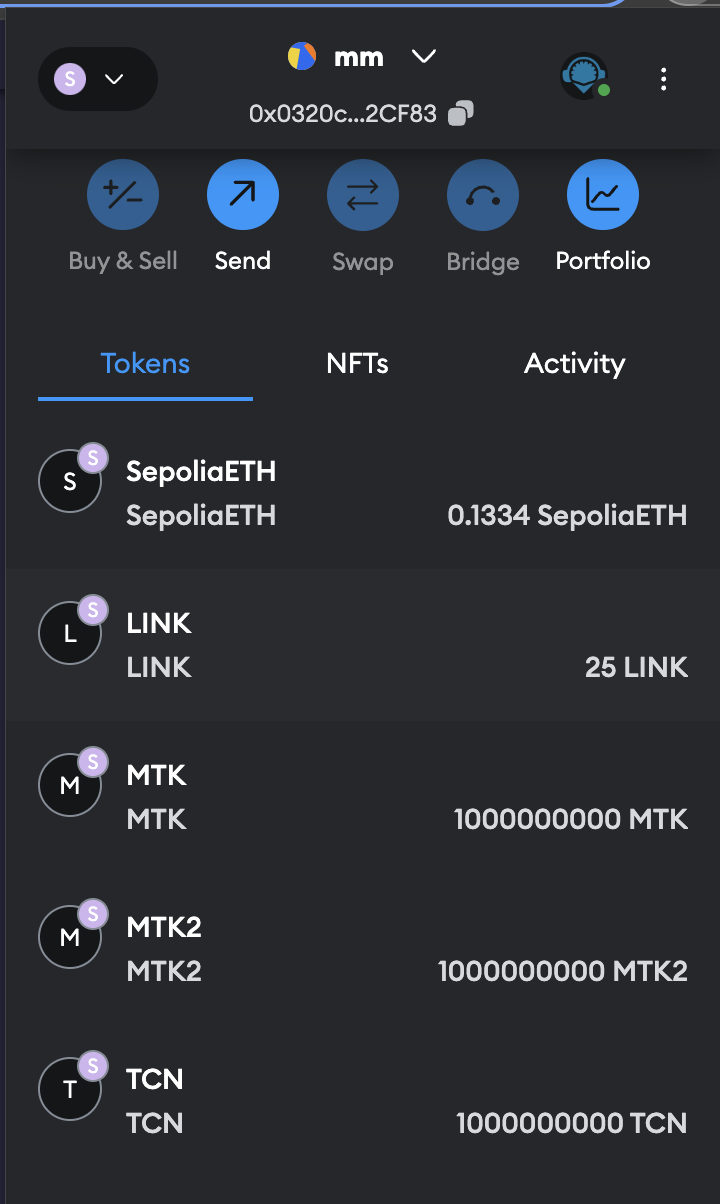 S
mm
0x0320c...2CF83
Buy & Sell
Send
Swap
Bridge
Portfolio
Tokens
NFTs
Activity
S
S
SepoliaETH
SepoliaETH
0.1334 SepoliaETH
L
S
LINK
LINK
25 LINK
M
S
MTK
MTK
1000000000 MTK
M
S
MTK2
MTK2
1000000000 MTK2
T
S
TCN
TCN
1000000000 TCN